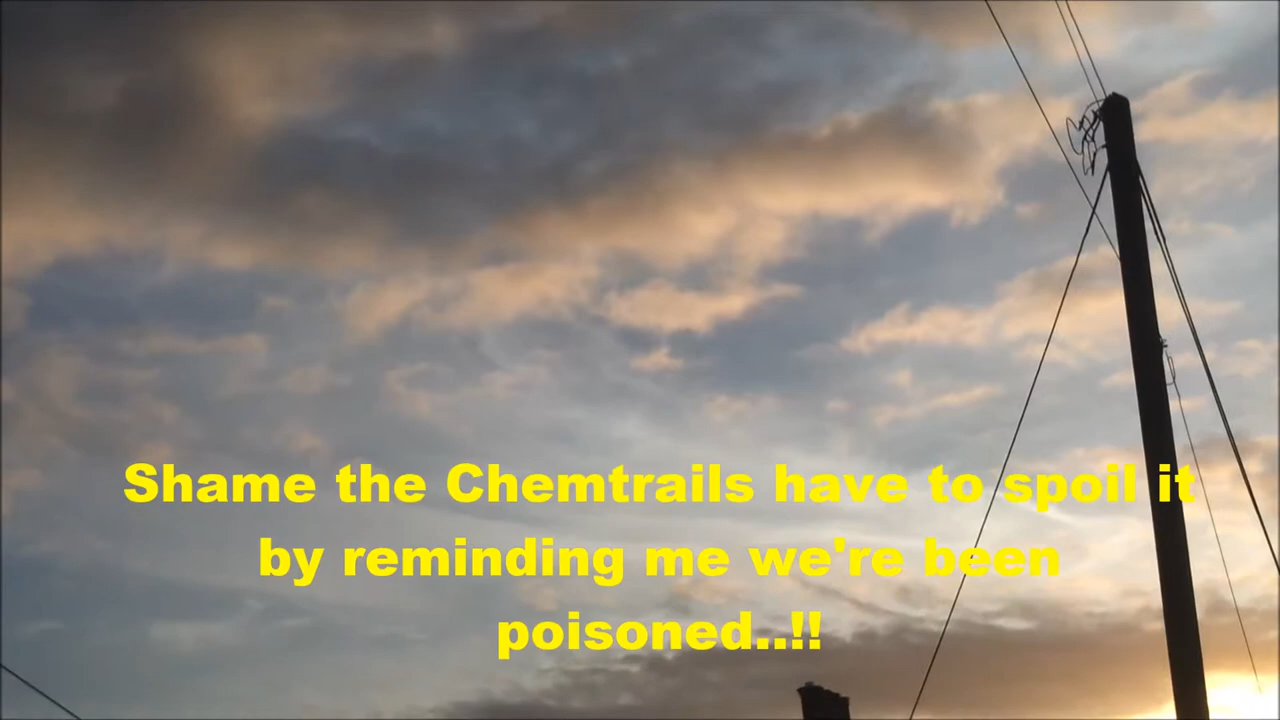 Shame the Chemtrails have to spoil it
by reminding me we're been
poisoned..!!